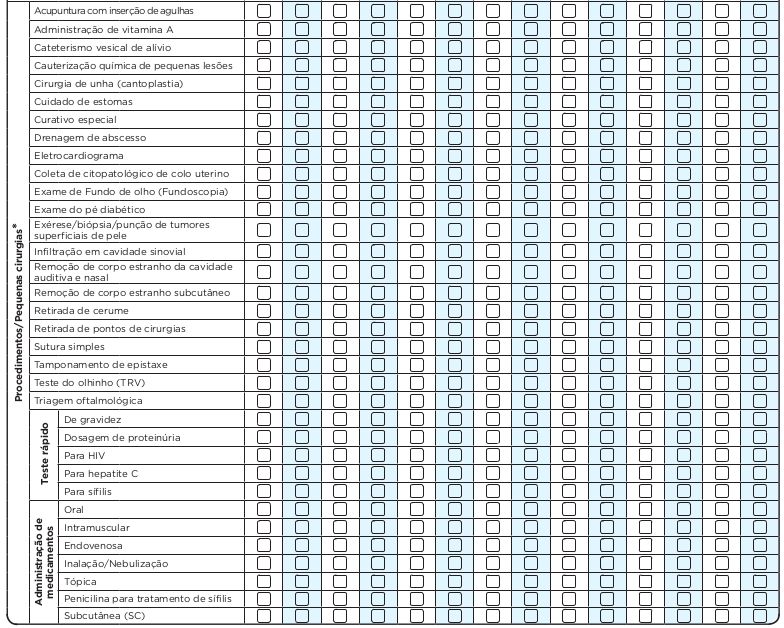 Procedimentos/Pequenas cirurgias*
Acupuntura com inserção de agulhas
Administração de vitamina A
Cateterismo vesical de alívio
Cauterização química de pequenas lesões
Cirurgia de unha (cantoplastia)
Cuidado de estomas
Curativo especial
Drenagem de abscesso
Eletrocardiograma
Coleta de citopatológico de colo uterino
Exame de Fundo de olho (Fundoscopia)
Exame do pé diabético
Exérese/biópsia/punção de tumores
superficiais de pele
Infiltração em cavidade sinovial
Remoção de corpo estranho da cavidade
auditiva e nasal
Remoção de corpo estranho subcutâneo
Retirada de cerume
Retirada de pontos de cirurgias
Sutura simples
Tamponamento de epistaxe
Teste do olhinho (TRV)
Triagem oftalmológica
Teste rápido
De gravidez
Dosagem de proteinúria
Para HIV
Para hepatite C
Para sífilis
Administração de
medicamentos
Oral
Intramuscular
Endovenosa
Inalação/Nebulização
Tópica
Penicilina para tratamento de sífilis
Subcutânea (SC)